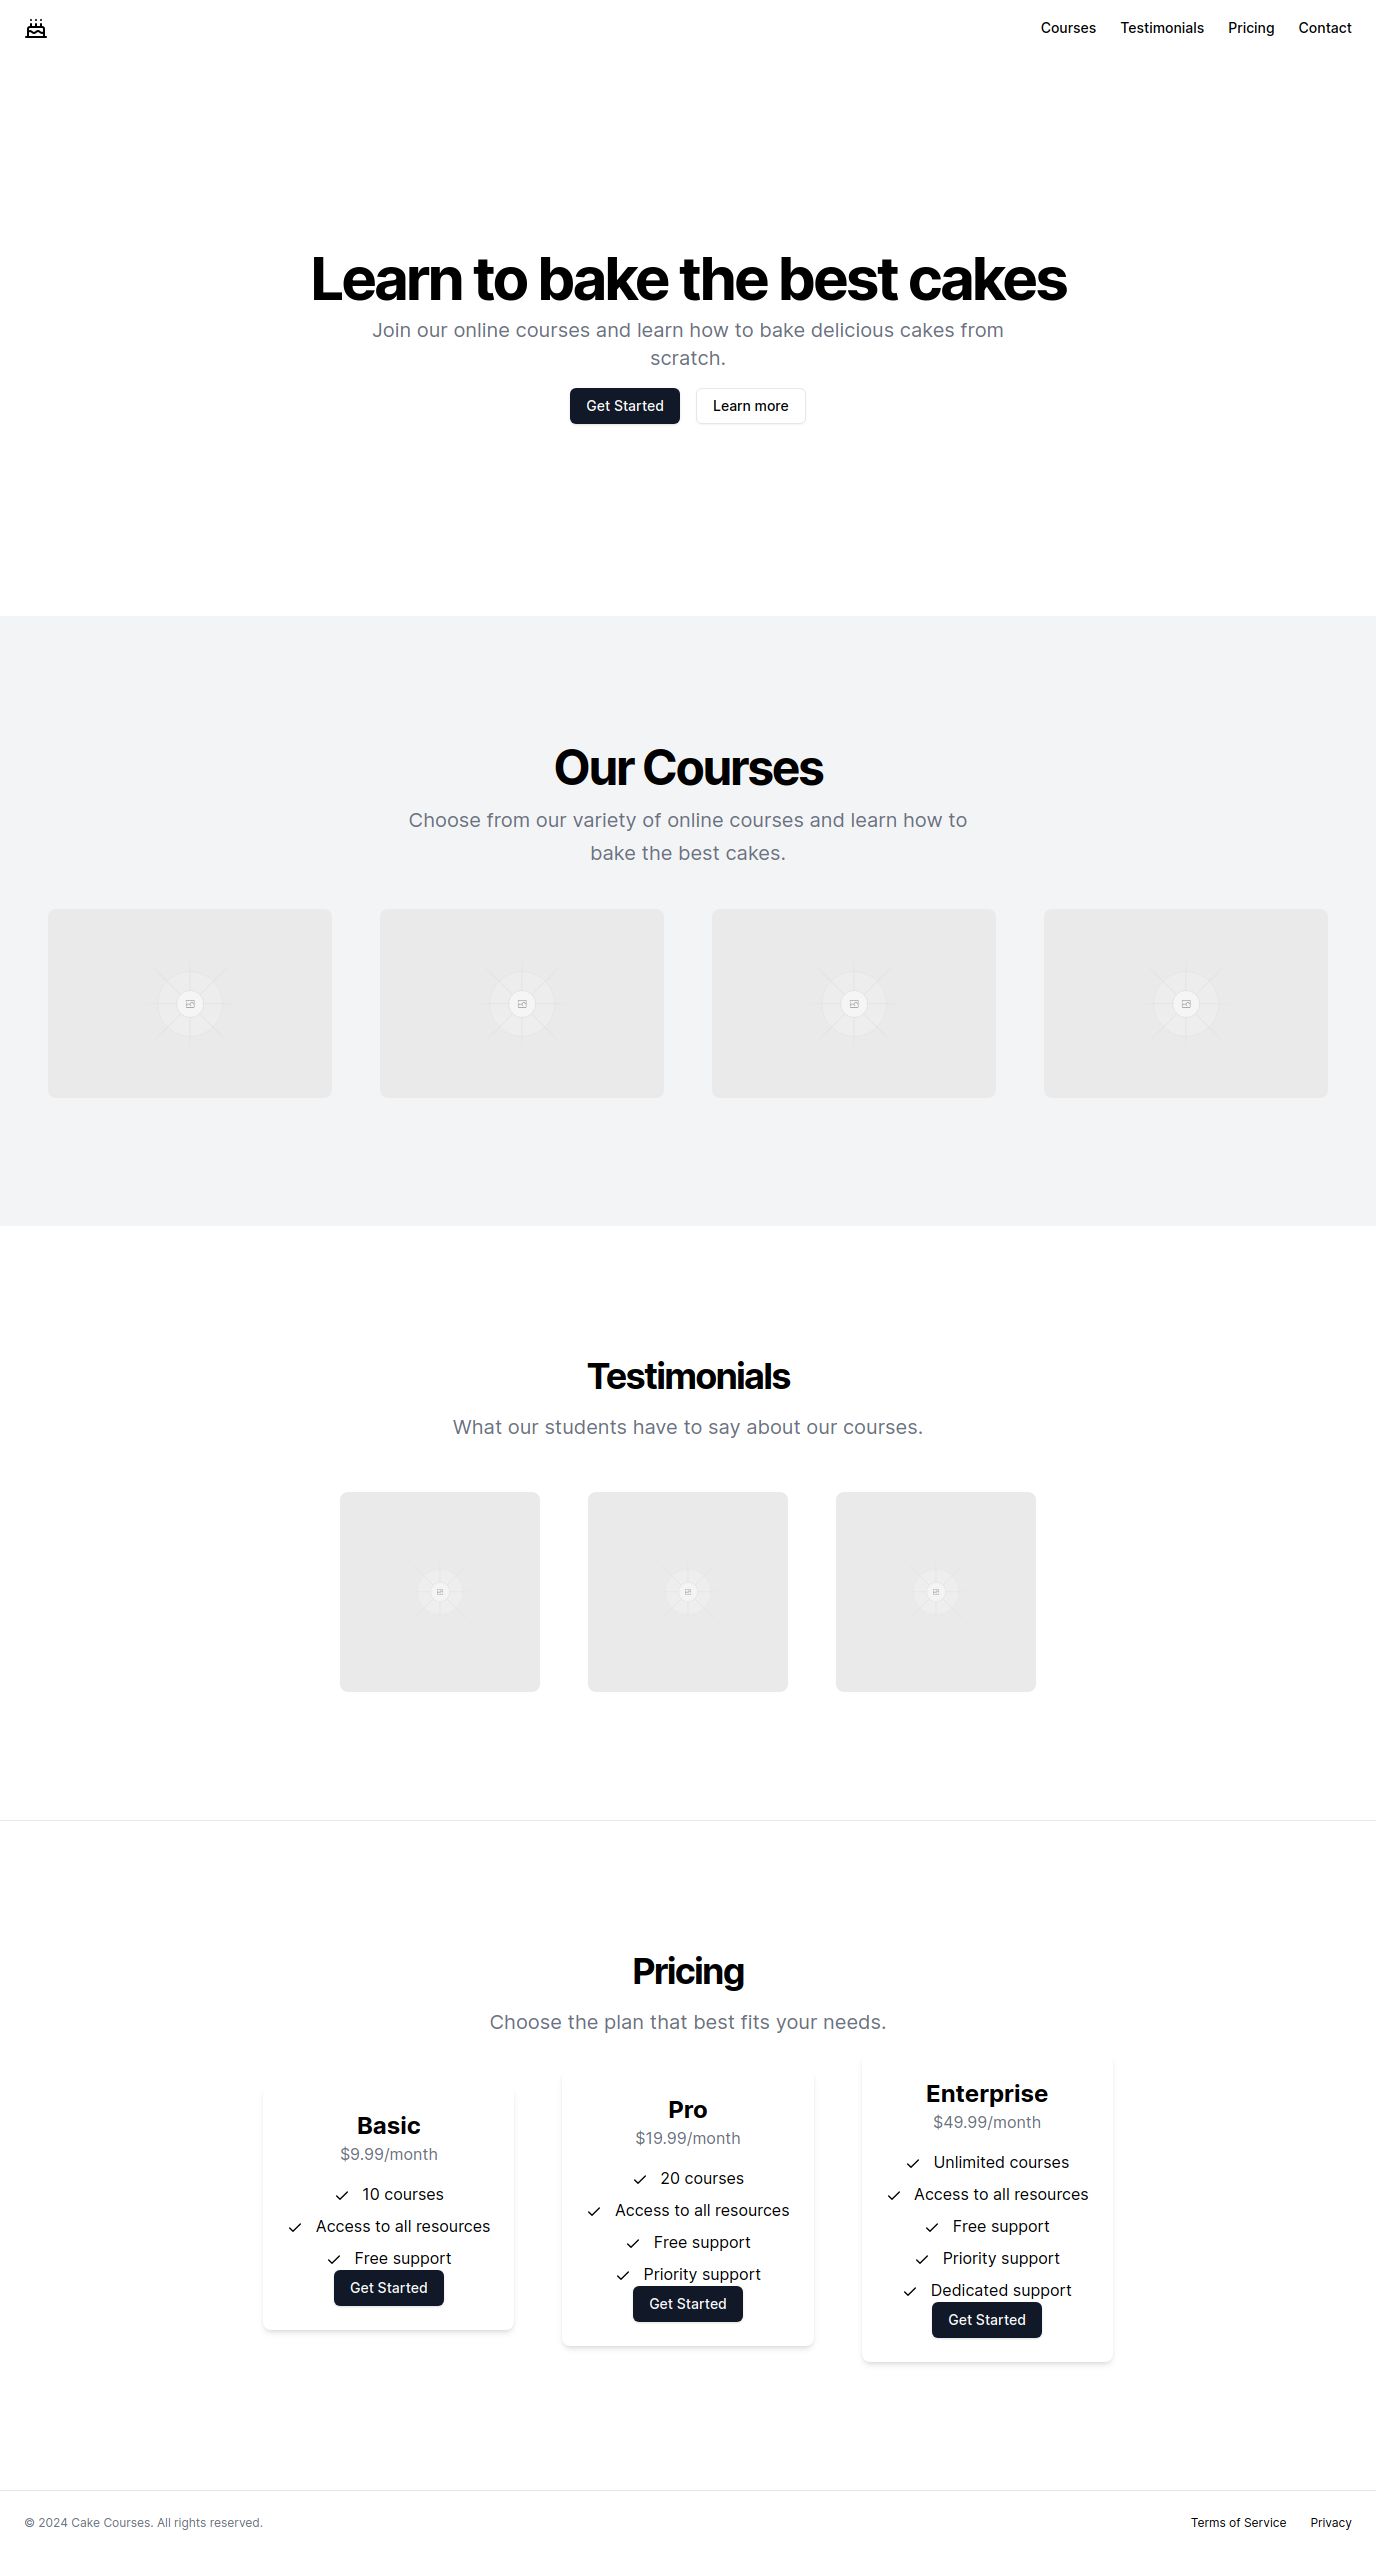 Courses Testimonials Pricing Contact
Learn to bake the best cakes
Join our online courses and learn how to bake delicious cakes from
scratch.
Get Started Learn more
Our Courses
Choose from our variety of online courses and learn how to
bake the best cakes.
Testimonials
What our students have to say about our courses.
Pricing
Choose the plan that best fits your needs.
Basic
$9.99/month
10 courses
Access to all resources
Free support
Get Started
Pro
$19.99/month
20 courses
Access to all resources
Free support
Priority support
Get Started
Enterprise
$49.99/month
Unlimited courses
Access to all resources
Free support
Priority support
Dedicated support
Get Started
© 2024 Cake Courses. All rights reserved.
Terms of Service Privacy